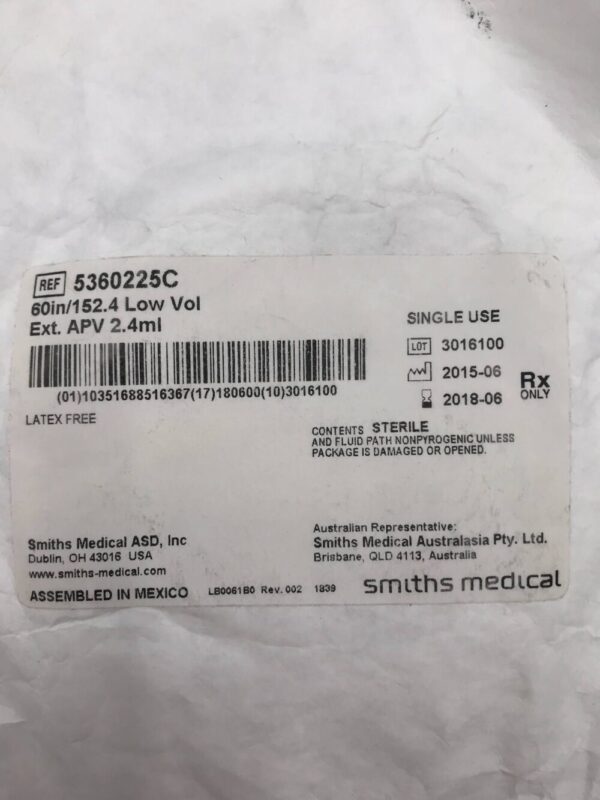 REF 5360225C
60in/152.4 Low Vol
Ext. APV 2.4ml
(01)10351688516367(17)180600(10)3016100
LATEX FREE
SINGLE USE
LOT 3016100
2015-06
2018-06
Rx
ONLY
CONTENTS STERILE
AND FLUID PATH NONPYROGENIC UNLESS
PACKAGE IS DAMAGED OR OPENED.
Smiths Medical ASD, Inc
Dublin, OH 43016 USA
www.smiths-medical.com
ASSEMBLED IN MEXICO
LB0061B0 Rev. 002 1839
Australian Representative:
Smiths Medical Australasia Pty. Ltd.
Brisbane, QLD 4113, Australia
smiths medical